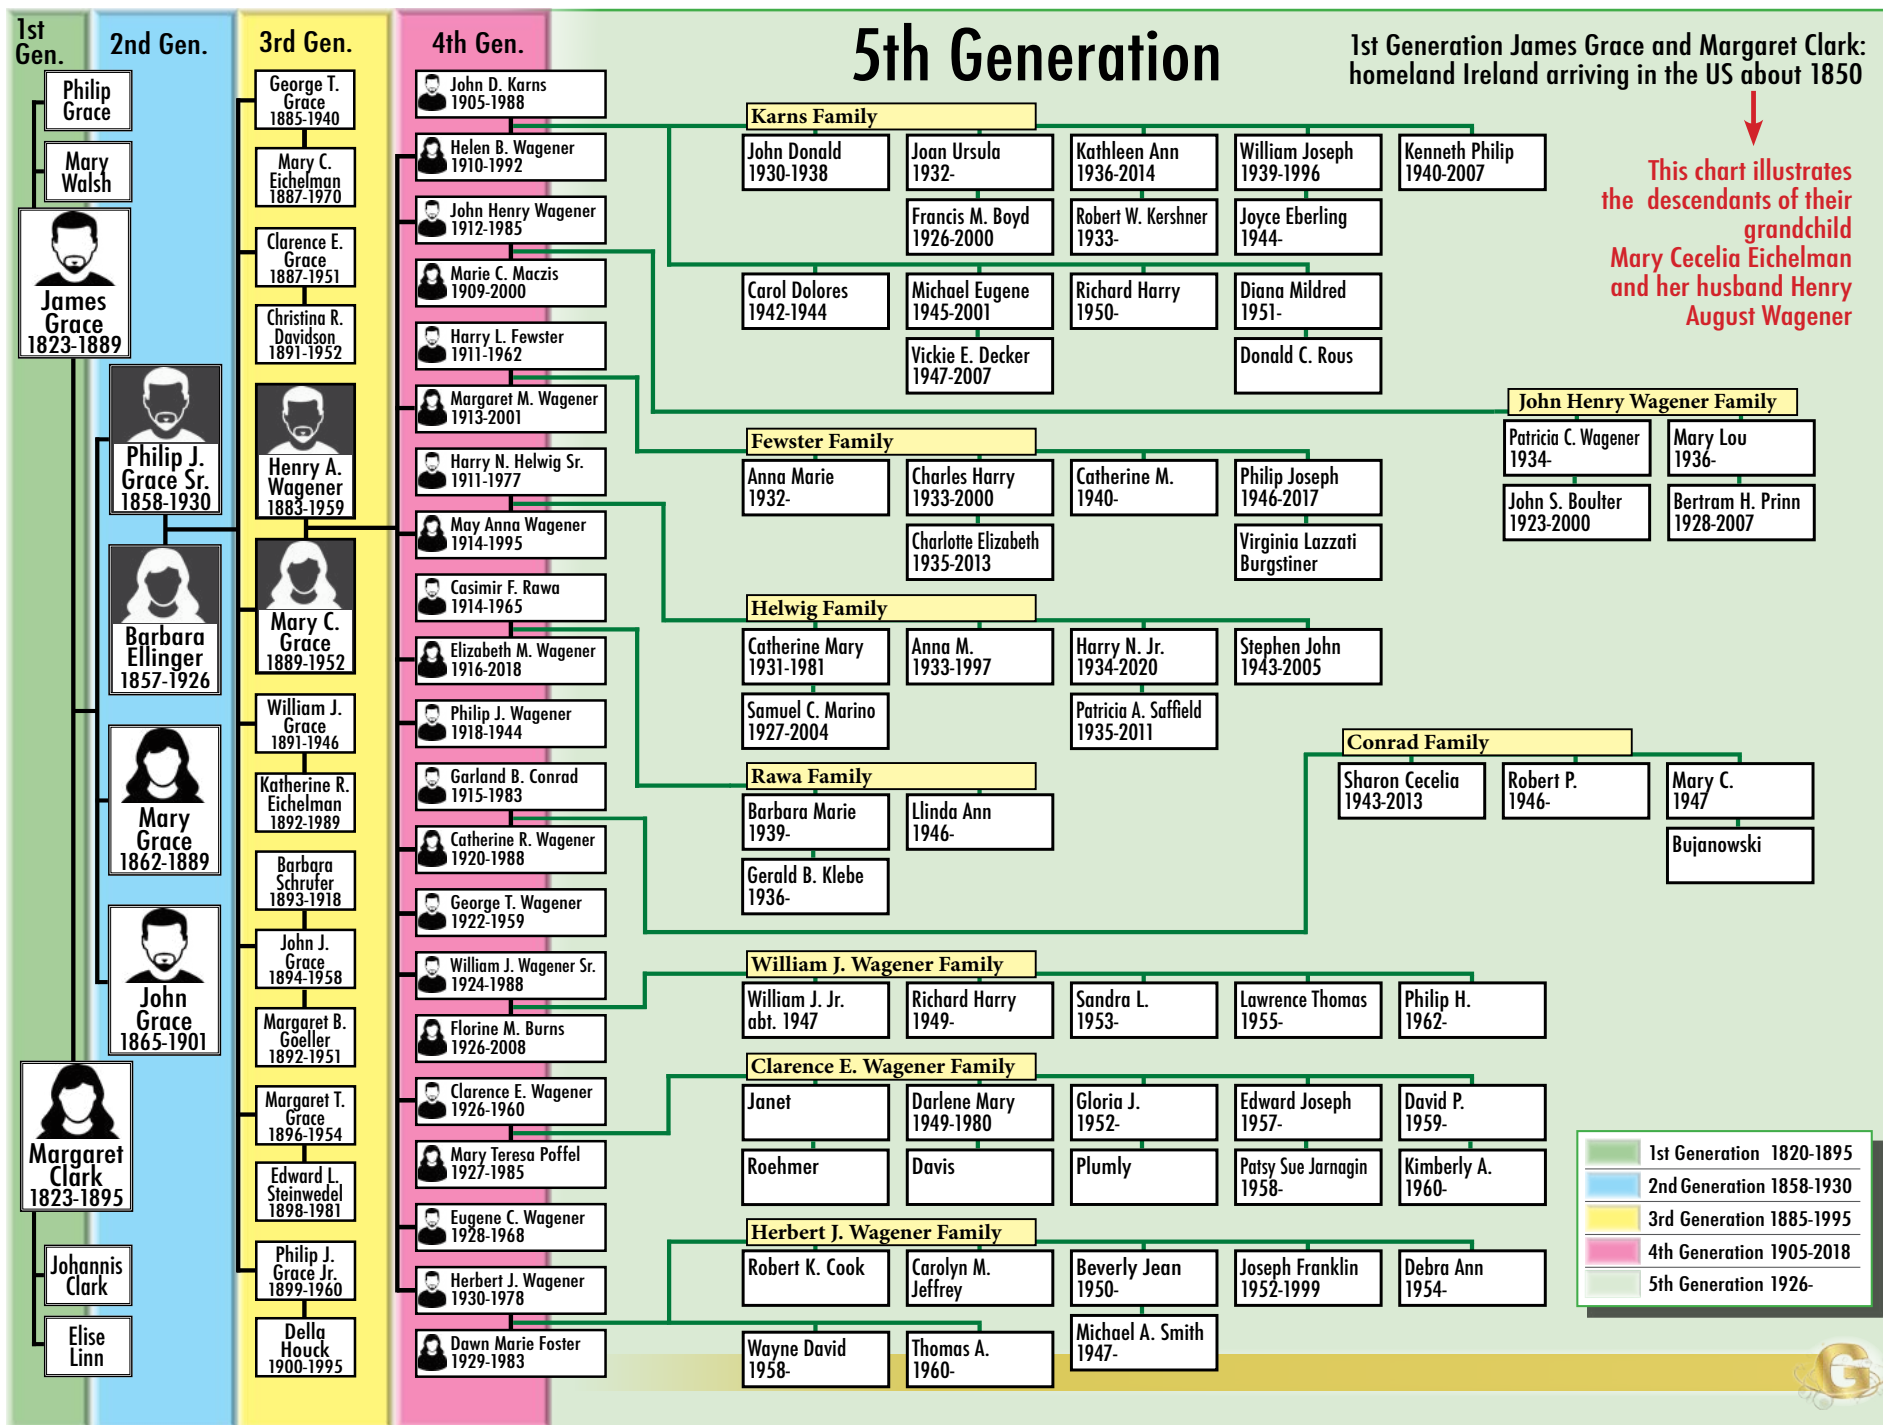 1st
Gen.
2nd Gen.
3rd Gen.
4th Gen.
5th Generation
1st Generation James Grace and Margaret Clark:
homeland Ireland arriving in the US about 1850
This chart illustrates
the descendants of their
grandchild
Mary Cecelia Eichelman
and her husband Henry
August Wagener
Philip
Grace
Mary
Walsh
James
Grace
1823-1889
Margaret
Clark
1823-1895
Johannis
Clark
Elise
Linn
Philip J.
Grace Sr.
1858-1930
Barbara
Ellinger
1857-1926
Mary
Grace
1862-1889
John
Grace
1865-1901
George T.
Grace
1885-1940
Mary C.
Eichelman
1887-1970
Clarence E.
Grace
1887-1951
Christina R.
Davidson
1891-1952
Henry A.
Wagener
1883-1959
Mary C.
Grace
1889-1952
William J.
Grace
1891-1946
Katherine R.
Eichelman
1892-1989
Barbara
Schrufer
1893-1918
John J.
Grace
1894-1958
Margaret B.
Goeller
1892-1951
Margaret T.
Grace
1896-1954
Edward L.
Steinwedel
1898-1981
Philip J.
Grace Jr.
1899-1960
Della
Houck
1900-1995
John D. Karns
1905-1988
Helen B. Wagener
1910-1992
John Henry Wagener
1912-1985
Marie C. Maczis
1909-2000
Harry L. Fewster
1911-1962
Margaret M. Wagener
1913-2001
Harry N. Helwig Sr.
1911-1977
May Anna Wagener
1914-1995
Casimir F. Rawa
1914-1965
Elizabeth M. Wagener
1916-2018
Philip J. Wagener
1918-1944
Garland B. Conrad
1915-1983
Catherine R. Wagener
1920-1988
George T. Wagener
1922-1959
William J. Wagener Sr.
1924-1988
Florine M. Burns
1926-2008
Clarence E. Wagener
1926-1960
Mary Teresa Poffel
1927-1985
Eugene C. Wagener
1928-1968
Herbert J. Wagener
1930-1978
Dawn Marie Foster
1929-1983
Karns Family
John Donald
1930-1938
Joan Ursula
1932-
Kathleen Ann
1936-2014
William Joseph
1939-1996
Kenneth Philip
1940-2007
Francis M. Boyd
1926-2000
Robert W. Kershner
1933-
Joyce Eberling
1944-
Carol Dolores
1942-1944
Michael Eugene
1945-2001
Richard Harry
1950-
Diana Mildred
1951-
Vickie E. Decker
1947-2007
Donald C. Rous
John Henry Wagener Family
Patricia C. Wagener
1934-
Mary Lou
1936-
John S. Boulter
1923-2000
Bertram H. Prinn
1928-2007
Fewster Family
Anna Marie
1932-
Charles Harry
1933-2000
Catherine M.
1940-
Philip Joseph
1946-2017
Charlotte Elizabeth
1935-2013
Virginia Lazzati
Burgstiner
Helwig Family
Catherine Mary
1931-1981
Anna M.
1933-1997
Harry N. Jr.
1934-2020
Stephen John
1943-2005
Samuel C. Marino
1927-2004
Patricia A. Saffield
1935-2011
Conrad Family
Sharon Cecelia
1943-2013
Robert P.
1946-
Mary C.
1947
Bujanowski
Rawa Family
Barbara Marie
1939-
Llinda Ann
1946-
Gerald B. Klebe
1936-
William J. Wagener Family
William J. Jr.
abt. 1947
Richard Harry
1949-
Sandra L.
1953-
Lawrence Thomas
1955-
Philip H.
1962-
Clarence E. Wagener Family
Janet
Darlene Mary
1949-1980
Gloria J.
1952-
Edward Joseph
1957-
David P.
1959-
Roehmer
Davis
Plumly
Patsy Sue Jarnagin
1958-
Kimberly A.
1960-
Herbert J. Wagener Family
Robert K. Cook
Carolyn M.
Jeffrey
Beverly Jean
1950-
Joseph Franklin
1952-1999
Debra Ann
1954-
Michael A. Smith
1947-
Wayne David
1958-
Thomas A.
1960-
1st Generation 1820-1895
2nd Generation 1858-1930
3rd Generation 1885-1995
4th Generation 1905-2018
5th Generation 1926-
G